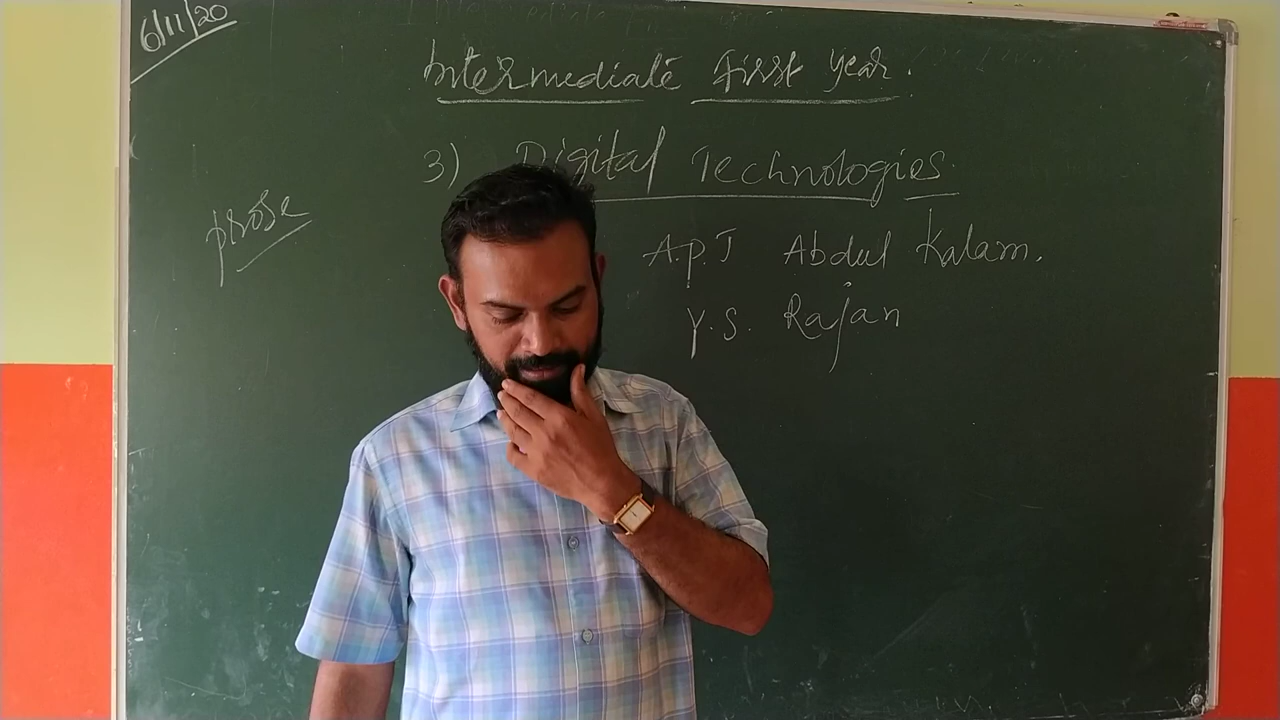 6/11/20
Intermediate first year.
3) Digital Technologies.
prose
A.P.J Abdul Kalam.
Y.S. Rajan